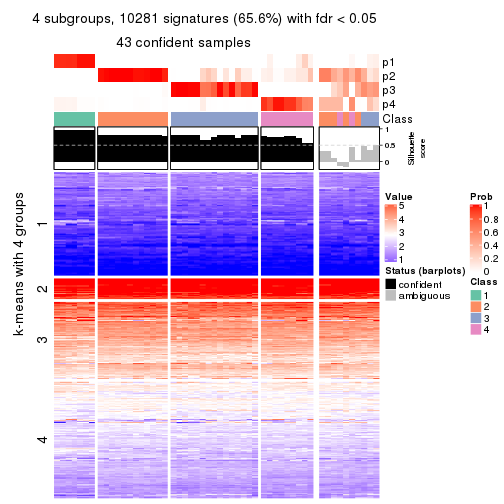 4 subgroups, 10281 signatures (65.6%) with fdr < 0.05
43 confident samples
p1
p2
p3
p4
Class
1
0.5
0
Silhouette
score
k-means with 4 groups
1
2
3
4
Value
5
4
3
2
1
Status (barplots)
confident
ambiguous
Prob
1
0.8
0.6
0.4
0.2
0
Class
1
2
3
4